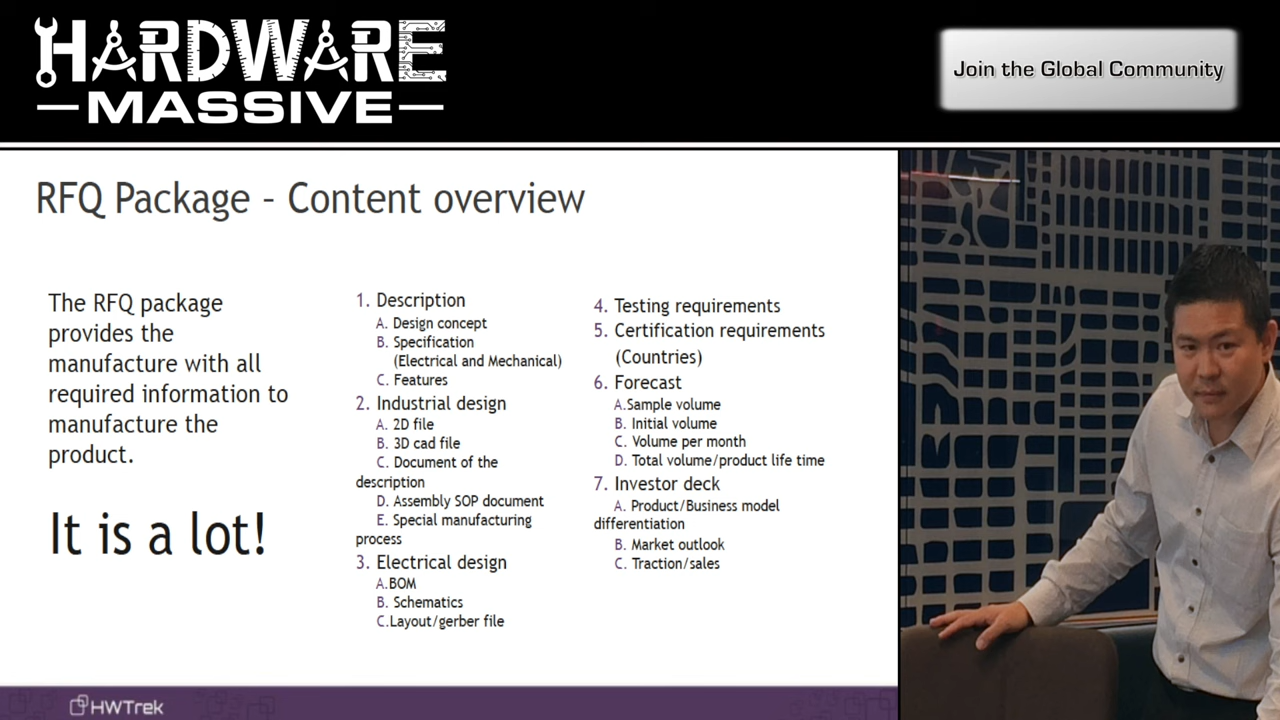 HARDWARE
MASSIVE
Join the Global Community
RFQ Package - Content overview
The RFQ package
provides the
manufacture with all
required information to
manufacture the
product.
It is a lot!
1. Description
A. Design concept
B. Specification
(Electrical and Mechanical)
C. Features
2. Industrial design
A. 2D file
B. 3D cad file
C. Document of the
description
D. Assembly SOP document
E. Special manufacturing
process
3. Electrical design
A.BOM
B. Schematics
C.Layout/gerber file
4. Testing requirements
5. Certification requirements
(Countries)
6. Forecast
A.Sample volume
B. Initial volume
C. Volume per month
D. Total volume/product life time
7. Investor deck
A. Product/Business model
differentiation
B. Market outlook
C. Traction/sales
HWTrek